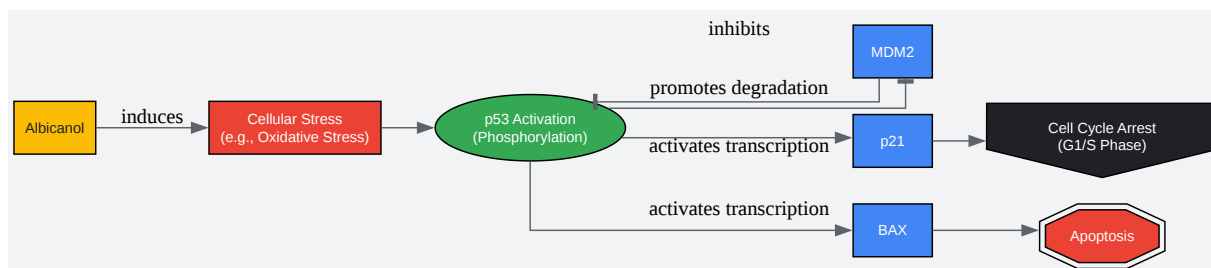 inhibits
MDM2
promotes degradation
Albicanol
induces
Cellular Stress
(e.g., Oxidative Stress)
p53 Activation
(Phosphorylation)
activates transcription
p21
Cell Cycle Arrest
(G1/S Phase)
activates transcription
BAX
Apoptosis